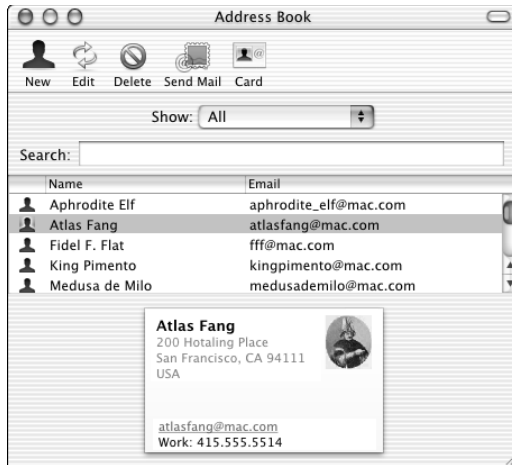 Address Book
New Edit Delete Send Mail Card
Show: All
Search:
Name Email
Aphrodite Elf aphrodite_elf@mac.com
Atlas Fang atlasfang@mac.com
Fidel F. Flat fff@mac.com
King Pimento kingpimento@mac.com
Medusa de Milo medusademilo@mac.com
Atlas Fang
200 Hotaling Place
San Francisco, CA 94111
USA
atlasfang@mac.com
Work: 415.555.5514